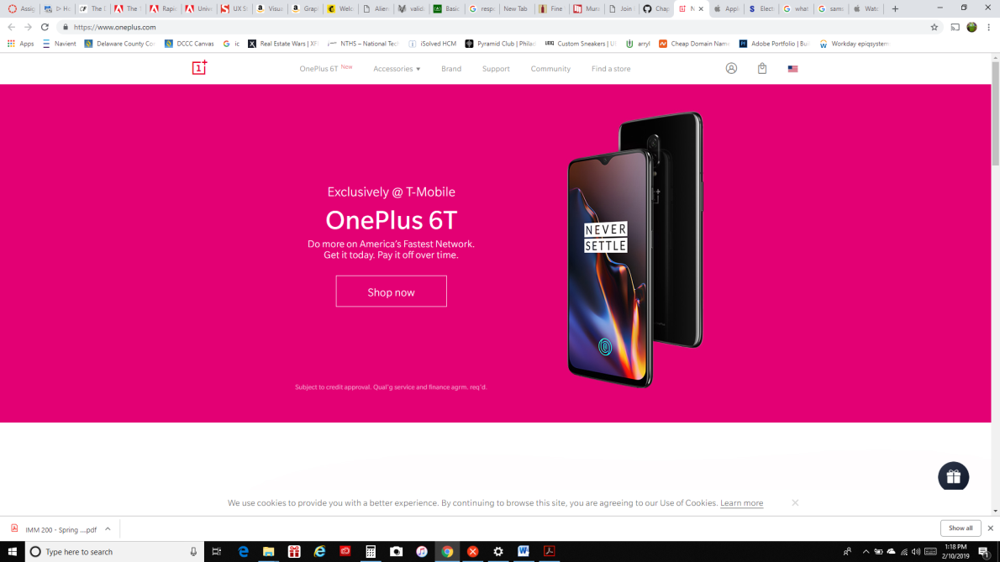 Assig
The E
The
Rapid
Univ
UX St
Visua
Grap
Welc
Alien
valid
Basic
resp
New Tab
Fine
Mura
Join
Chap
N
Appl
Elect
what
sams
Watc
https://www.oneplus.com
Apps
Navient
Delaware County Co
DCCC Canvas
ic
Real Estate Wars | XF
NTHS – National Tec
iSolved HCM
Pyramid Club | Phila
Custom Sneakers | U
arryl
Cheap Domain Name
Adobe Portfolio | Bui
Workday epiqsystem
OnePlus 6T New
Accessories ▼
Brand
Support
Community
Find a store
Exclusively @ T-Mobile
OnePlus 6T
Do more on America's Fastest Network.
Get it today. Pay it off over time.
Shop now
NEVER
SETTLE
Subject to credit approval. Qual'g service and finance agrm. req'd.
We use cookies to provide you with a better experience. By continuing to browse this site, you are agreeing to our Use of Cookies. Learn more
IMM 200 - Spring ....pdf
Show all
Type here to search
1:18 PM
2/10/2019